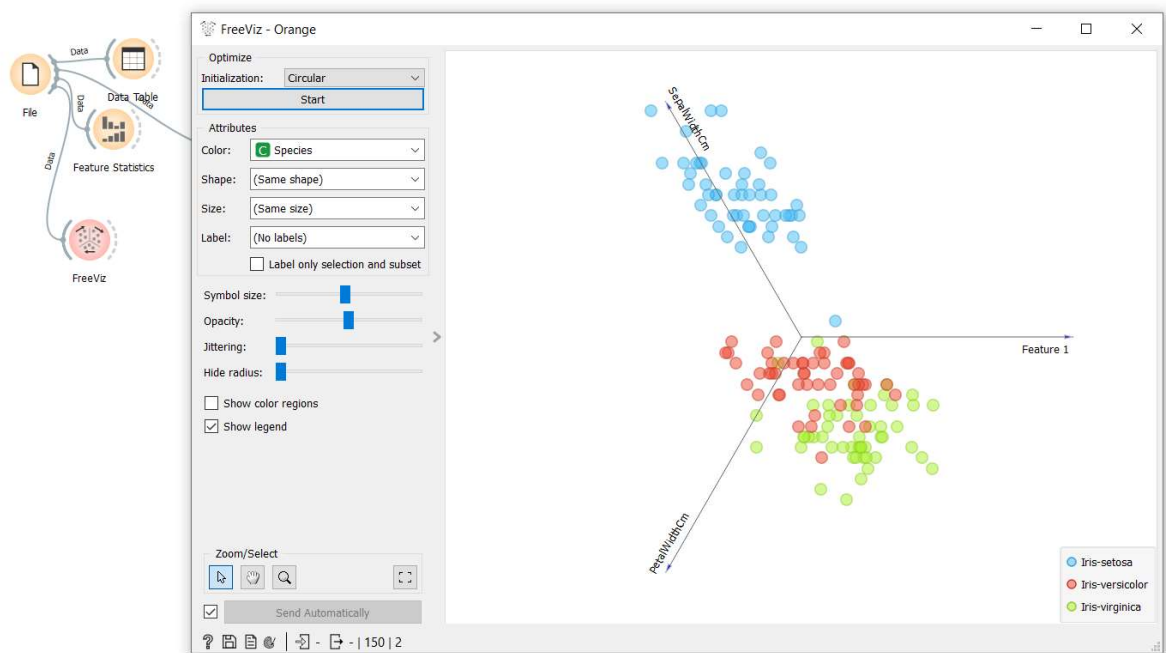 FreeViz - Orange
Data
Data
Data
Data
File
Data Table
Feature Statistics
FreeViz
Optimize
Initialization: Circular
Start
Attributes
Color: C Species
Shape: (Same shape)
Size: (Same size)
Label: (No labels)
Label only selection and subset
Symbol size:
Opacity:
Jittering:
Hide radius:
Show color regions
Show legend
Zoom/Select
Send Automatically
? - - | 150 | 2
SepalWidthCm
Feature 1
PetalWidthCm
Iris-setosa
Iris-versicolor
Iris-virginica